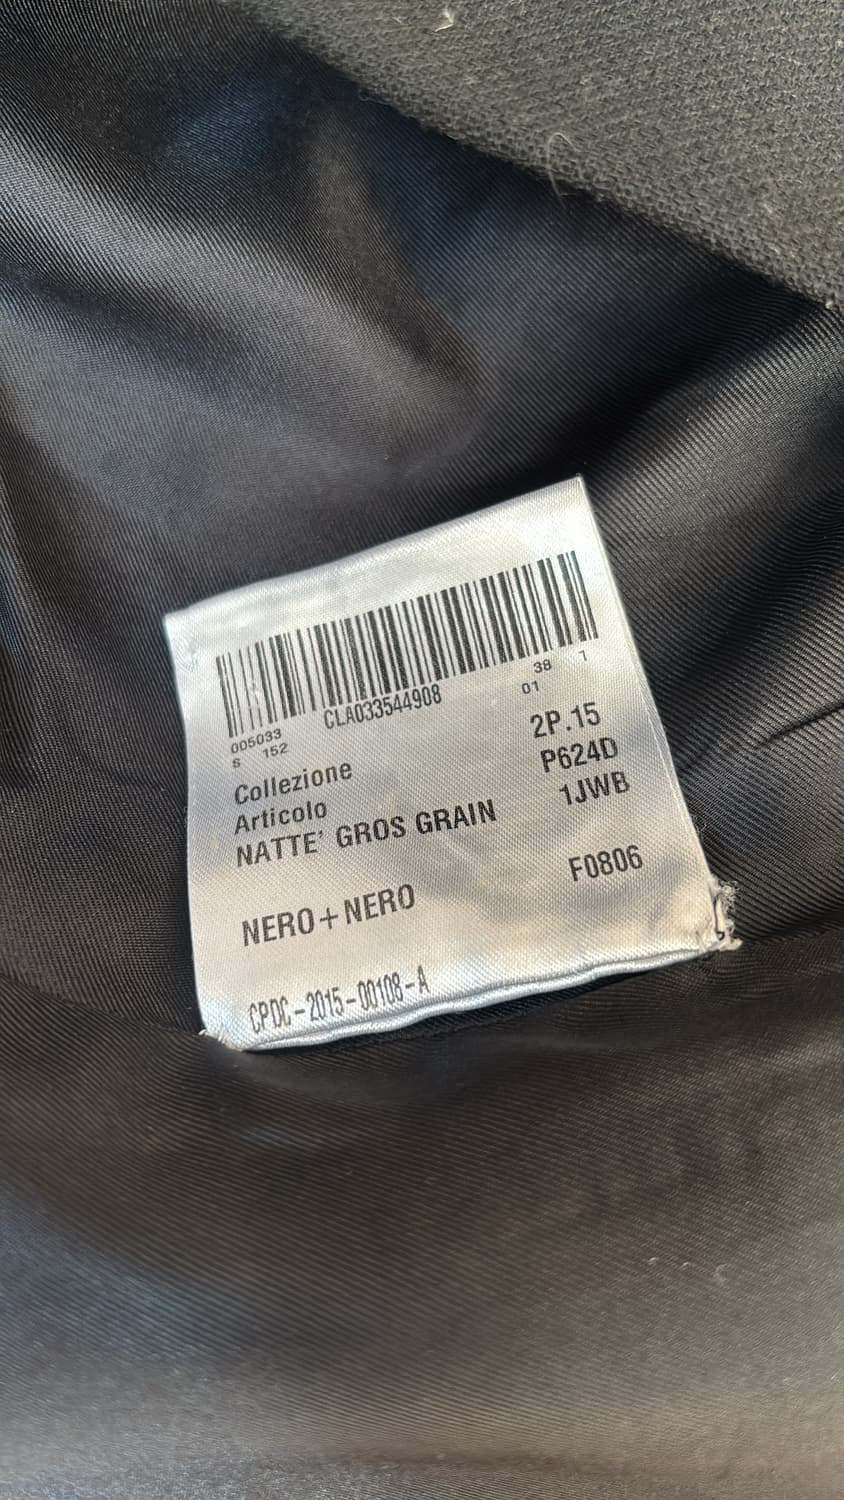 005033 CLA033544908 38 1
S 152 01
Collezione 2P.15
Articolo P624D
NATTE' GROS GRAIN 1JWB
NERO+NERO F0806
CPDC-2015-00108-A